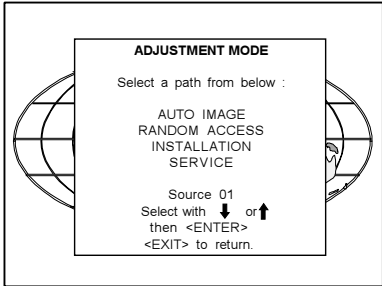 ADJUSTMENT MODE
Select a path from below :
AUTO IMAGE
RANDOM ACCESS
INSTALLATION
SERVICE
Source 01
Select with ⬇ or ⬆
then <ENTER>
<EXIT> to return.